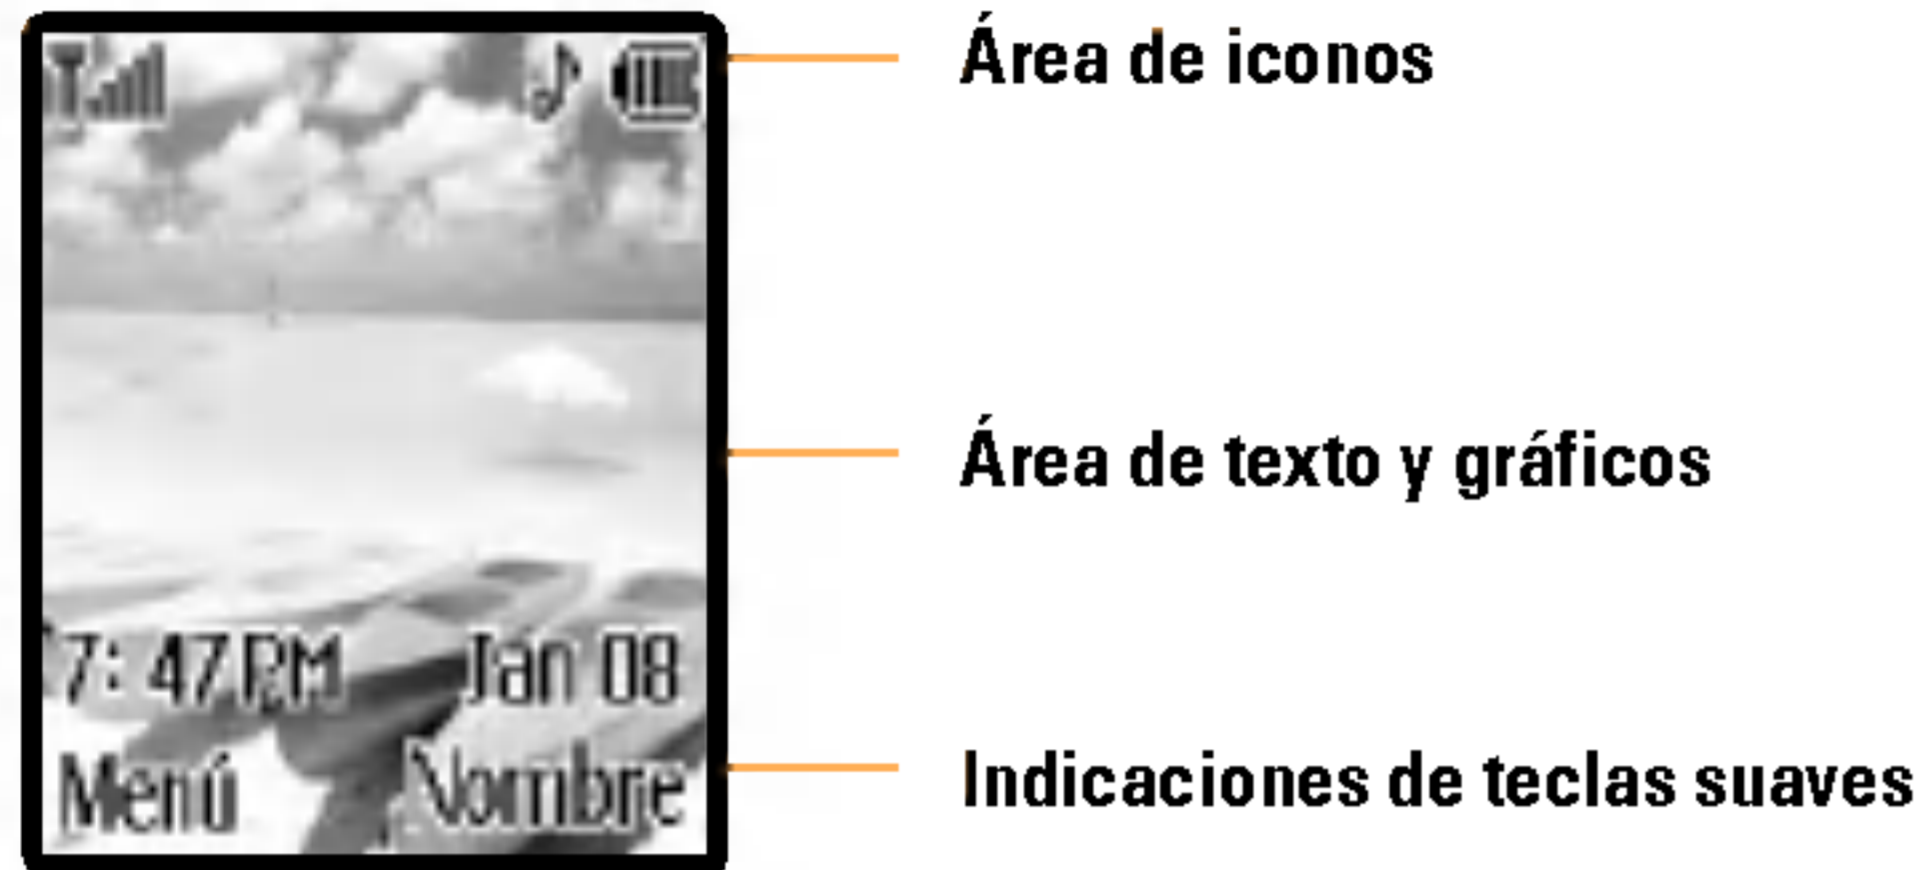 Área de iconos
Área de texto y gráficos
7:47 PM Jan 08
Menú Nombre
Indicaciones de teclas suaves